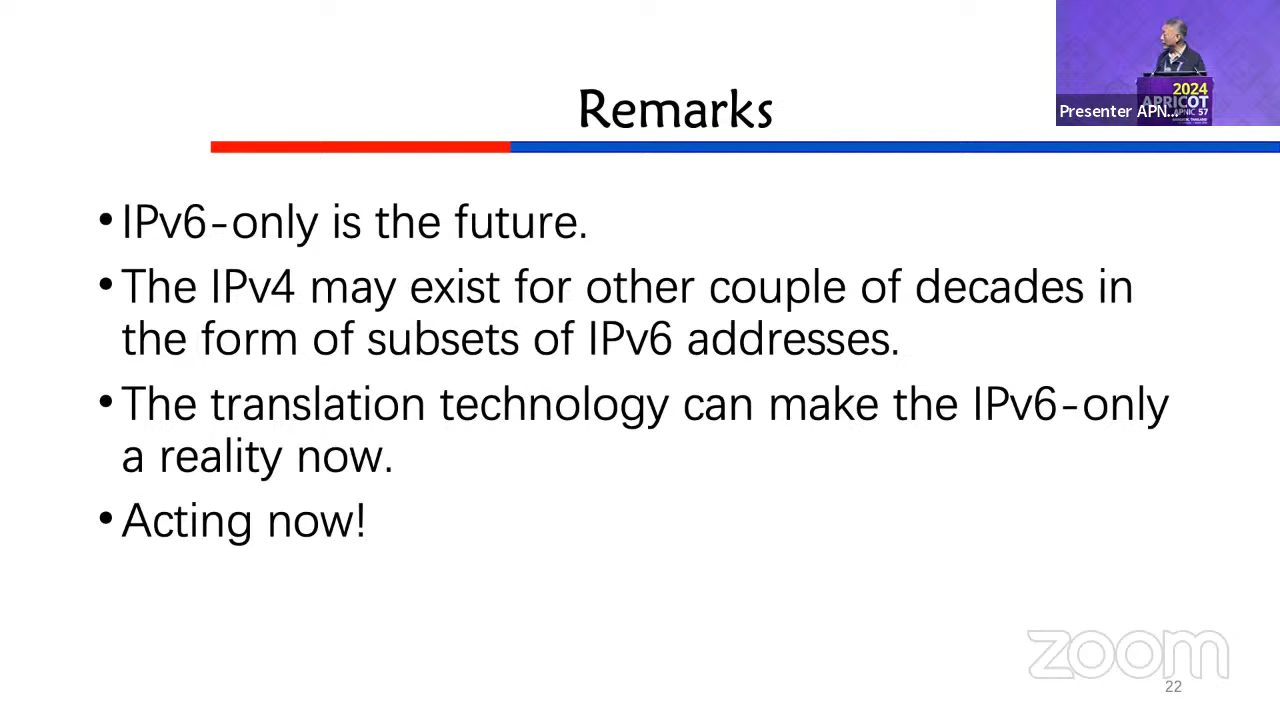 Remarks
2024
APRICOT
APNIC 57
Presenter APN...
•IPv6-only is the future.
•The IPv4 may exist for other couple of decades in
the form of subsets of IPv6 addresses.
•The translation technology can make the IPv6-only
a reality now.
•Acting now!
zoom
22